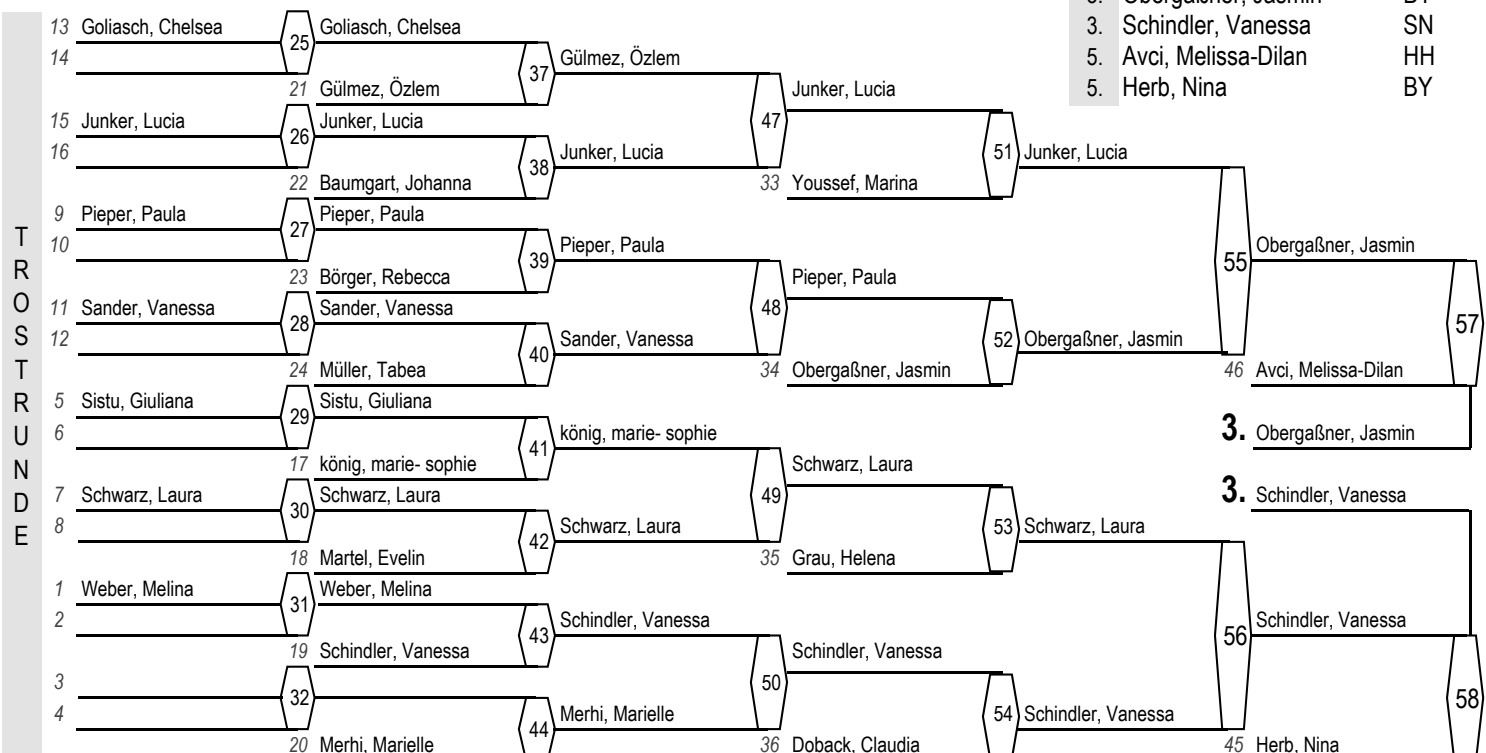 3. Obergaßner, Jasmin BY
13 Goliasch, Chelsea 25 Goliasch, Chelsea
3. Schindler, Vanessa SN
14 37 Gülmez, Özlem
5. Avci, Melissa-Dilan HH
21 Gülmez, Özlem Junker, Lucia
5. Herb, Nina BY
15 Junker, Lucia 26 Junker, Lucia 47
16 38 Junker, Lucia 51 Junker, Lucia
22 Baumgart, Johanna 33 Youssef, Marina
9 Pieper, Paula 27 Pieper, Paula
10 39 Pieper, Paula 55 Obergaßner, Jasmin
23 Börger, Rebecca Pieper, Paula
11 Sander, Vanessa 28 Sander, Vanessa 48 57
12 40 Sander, Vanessa 52 Obergaßner, Jasmin
24 Müller, Tabea 34 Obergaßner, Jasmin 46 Avci, Melissa-Dilan
5 Sistu, Giuliana 29 Sistu, Giuliana
6 41 könig, marie- sophie 3. Obergaßner, Jasmin
17 könig, marie- sophie Schwarz, Laura
7 Schwarz, Laura 30 Schwarz, Laura 49 3. Schindler, Vanessa
8 42 Schwarz, Laura 53 Schwarz, Laura
18 Martel, Evelin 35 Grau, Helena
1 Weber, Melina 31 Weber, Melina
2 43 Schindler, Vanessa 56 Schindler, Vanessa
19 Schindler, Vanessa Schindler, Vanessa
3 32 50 58
4 44 Merhi, Marielle 54 Schindler, Vanessa
20 Merhi, Marielle 36 Doback, Claudia 45 Herb, Nina
TROSTRUNDE